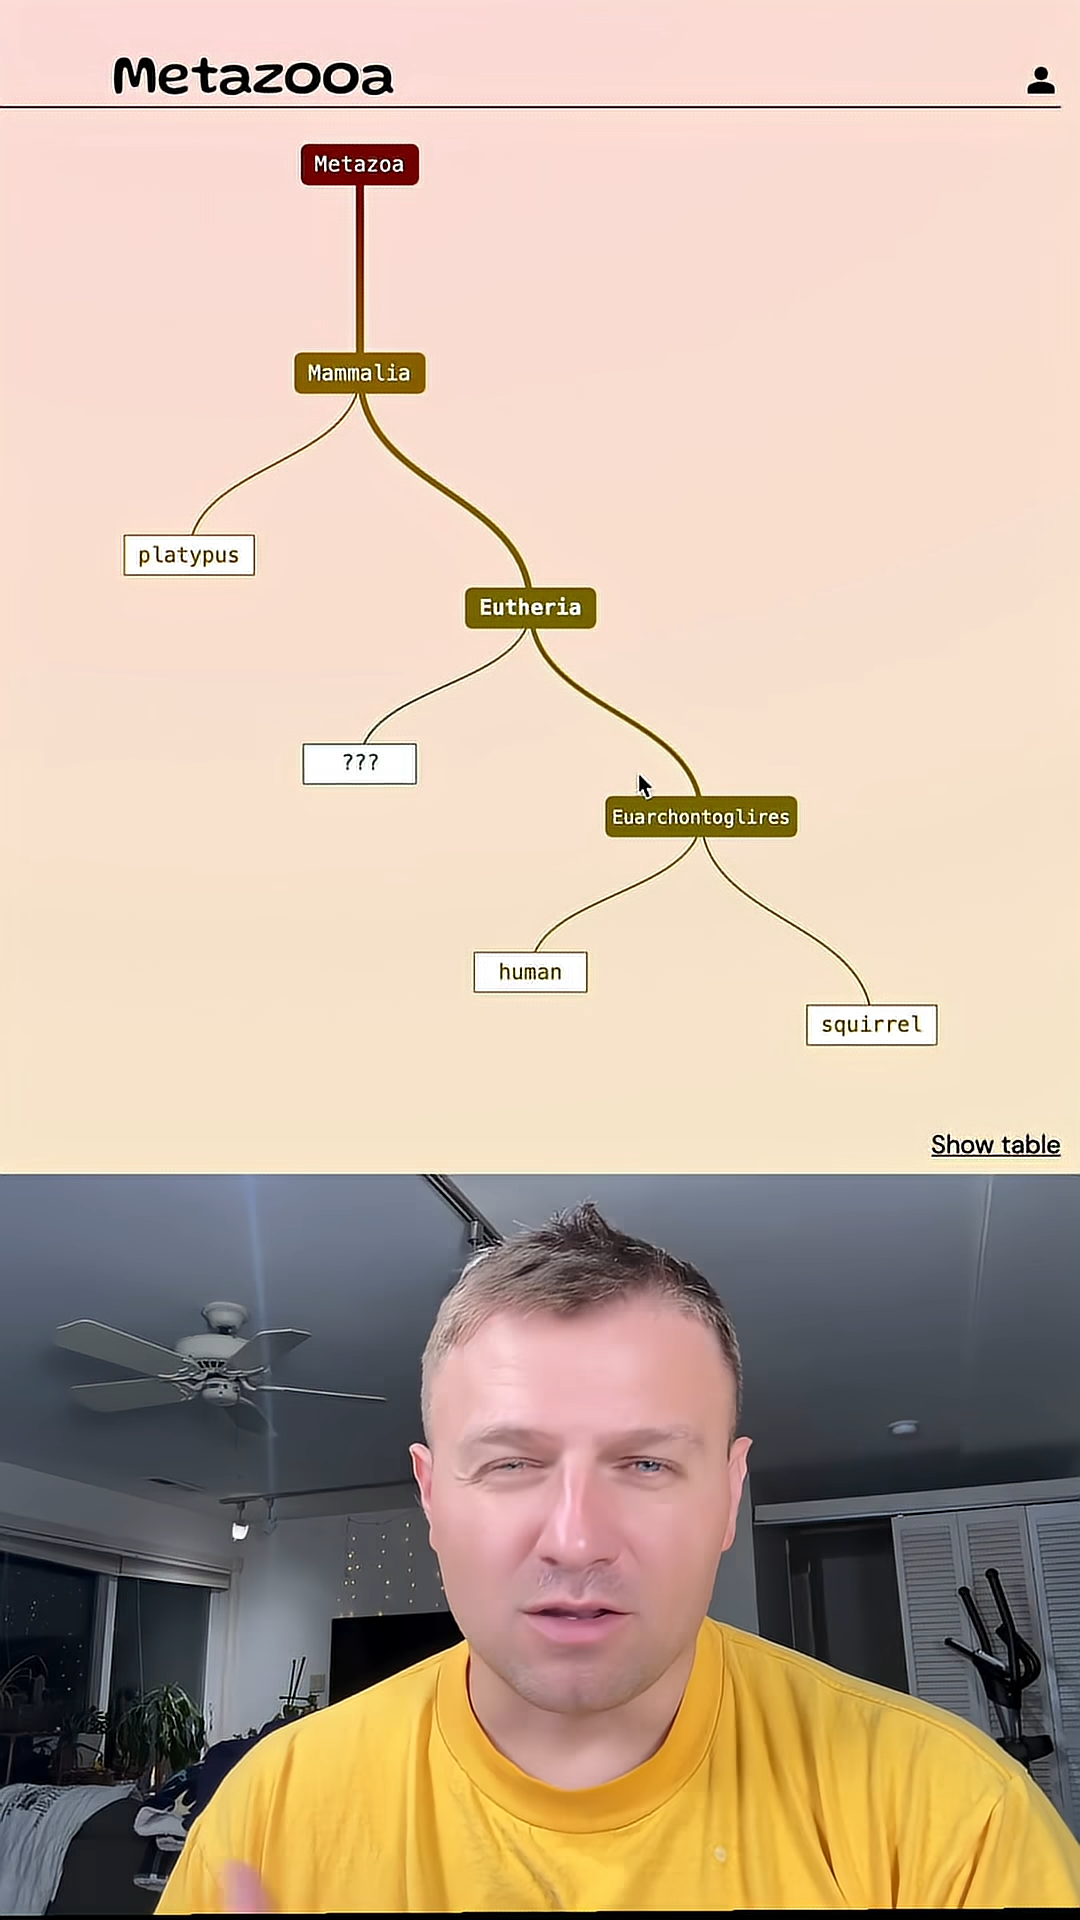 Metazooa
Metazoa
Mammalia
platypus
Eutheria
???
Euarchontoglires
human
squirrel
Show table